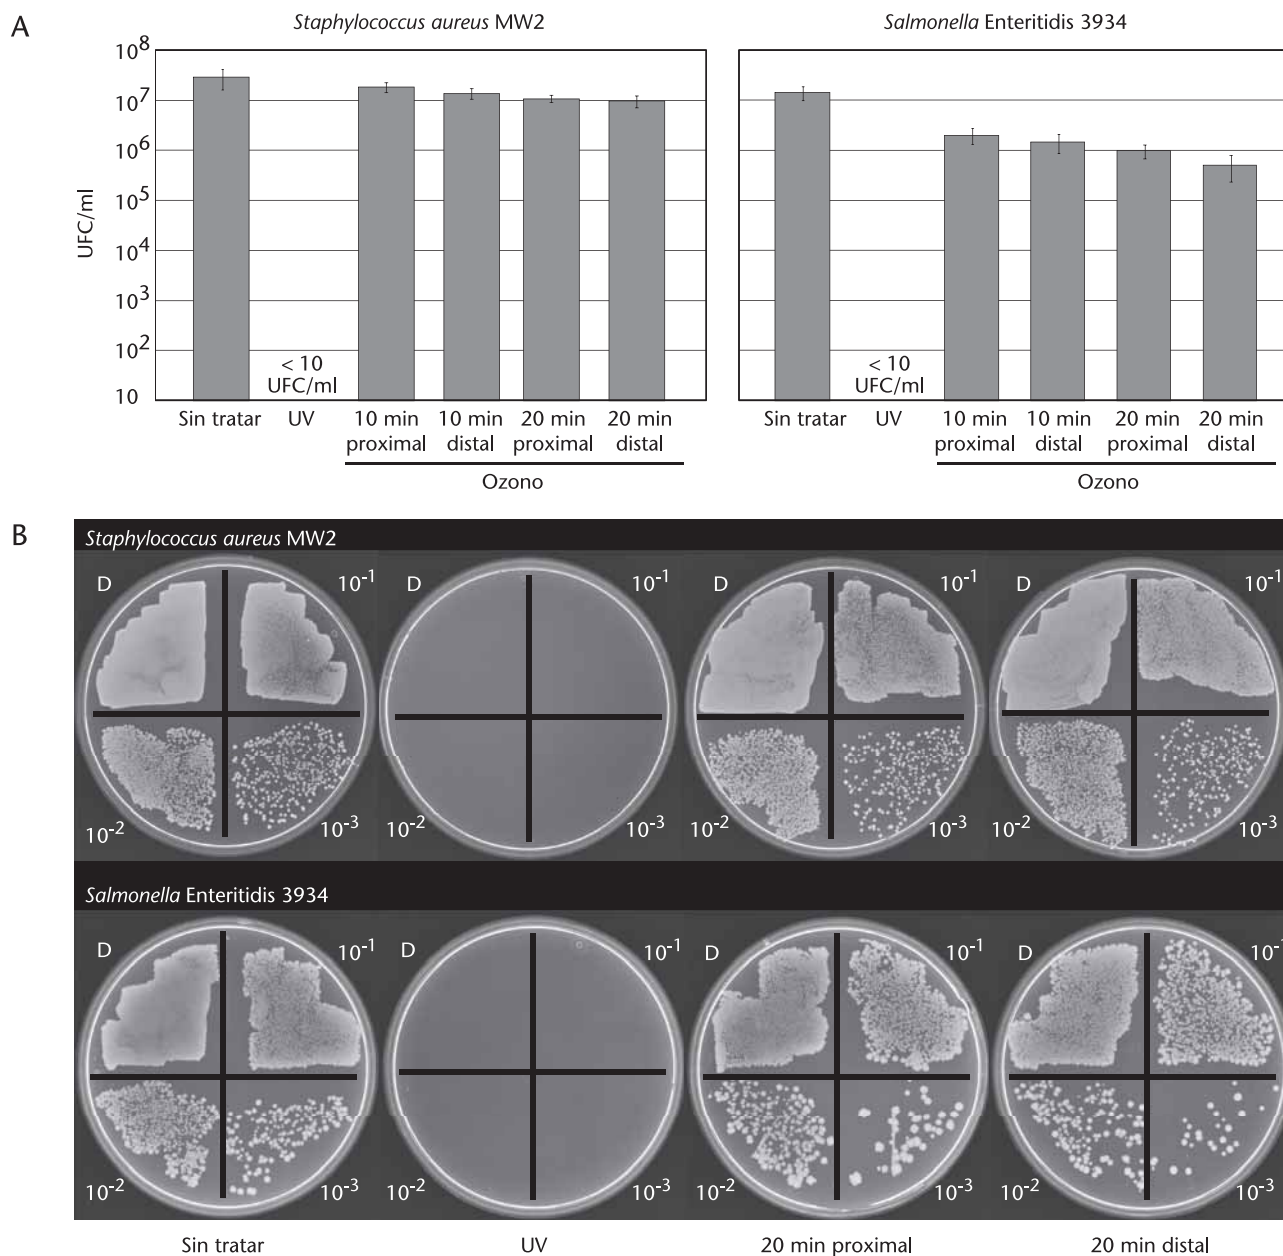 A
Staphylococcus aureus MW2
Salmonella Enteritidis 3934
UFC/ml
10⁸
10⁷
10⁶
10⁵
10⁴
10³
10²
10
< 10
UFC/ml
Sin tratar
UV
10 min
proximal
10 min
distal
20 min
proximal
20 min
distal
Ozono
< 10
UFC/ml
Sin tratar
UV
10 min
proximal
10 min
distal
20 min
proximal
20 min
distal
Ozono
B
Staphylococcus aureus MW2
D 10⁻¹ D 10⁻¹ D 10⁻¹ D 10⁻¹
10⁻² 10⁻³ 10⁻² 10⁻³ 10⁻² 10⁻³ 10⁻² 10⁻³
Salmonella Enteritidis 3934
D 10⁻¹ D 10⁻¹ D 10⁻¹ D 10⁻¹
10⁻² 10⁻³ 10⁻² 10⁻³ 10⁻² 10⁻³ 10⁻² 10⁻³
Sin tratar UV 20 min proximal 20 min distal